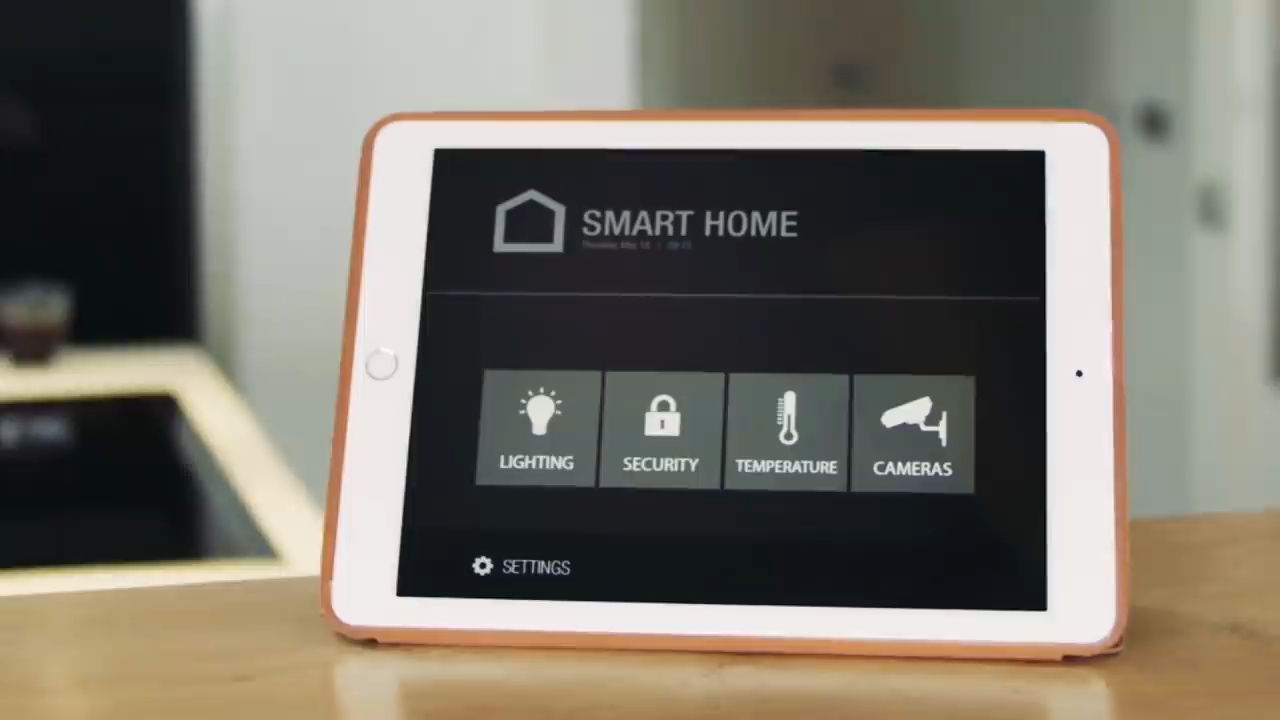 SMART HOME
LIGHTING
SECURITY
TEMPERATURE
CAMERAS
SETTINGS